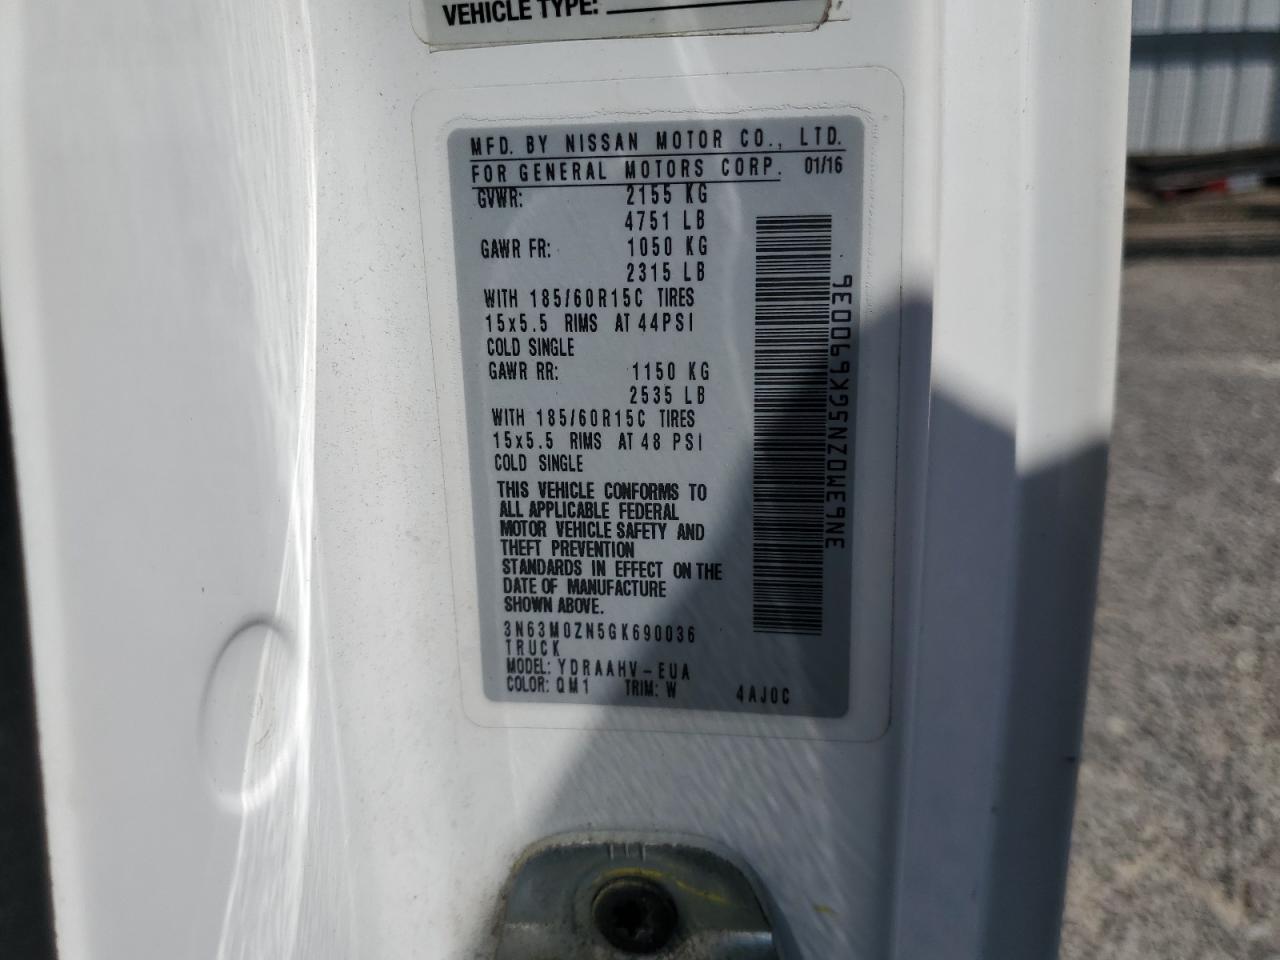 VEHICLE TYPE:
MFD. BY NISSAN MOTOR CO., LTD.
FOR GENERAL MOTORS CORP. 01/16
GVWR: 2155 KG
4751 LB
GAWR FR: 1050 KG
2315 LB
WITH 185/60R15C TIRES
15x5.5 RIMS AT 44PSI
COLD SINGLE
GAWR RR: 1150 KG
2535 LB
WITH 185/60R15C TIRES
15x5.5 RIMS AT 48 PSI
COLD SINGLE
THIS VEHICLE CONFORMS TO
ALL APPLICABLE FEDERAL
MOTOR VEHICLE SAFETY AND
THEFT PREVENTION
STANDARDS IN EFFECT ON THE
DATE OF MANUFACTURE
SHOWN ABOVE.
3N63M0ZN5GK690036
TRUCK
MODEL: YDRAAHV-EUA
COLOR: QM1 TRIM: W 4AJ0C
3N63M0ZN5GK690036